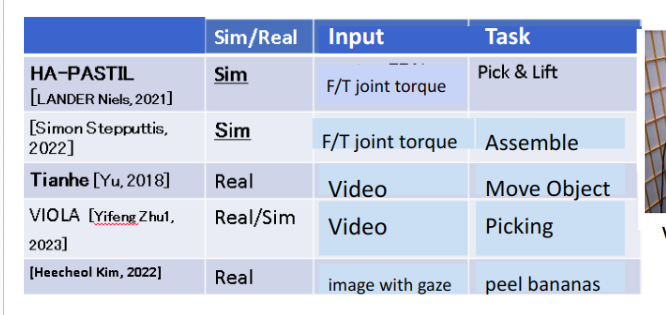 Sim/Real Input Task
HA-PASTIL Sim F/T joint torque Pick & Lift
[LANDER Niels, 2021]
[Simon Stepputtis, Sim F/T joint torque Assemble
2022]
Tianhe [Yu, 2018] Real Video Move Object
VIOLA [Yifeng Zhu1, Real/Sim Video Picking
2023]
[Heecheol Kim, 2022] Real image with gaze peel bananas